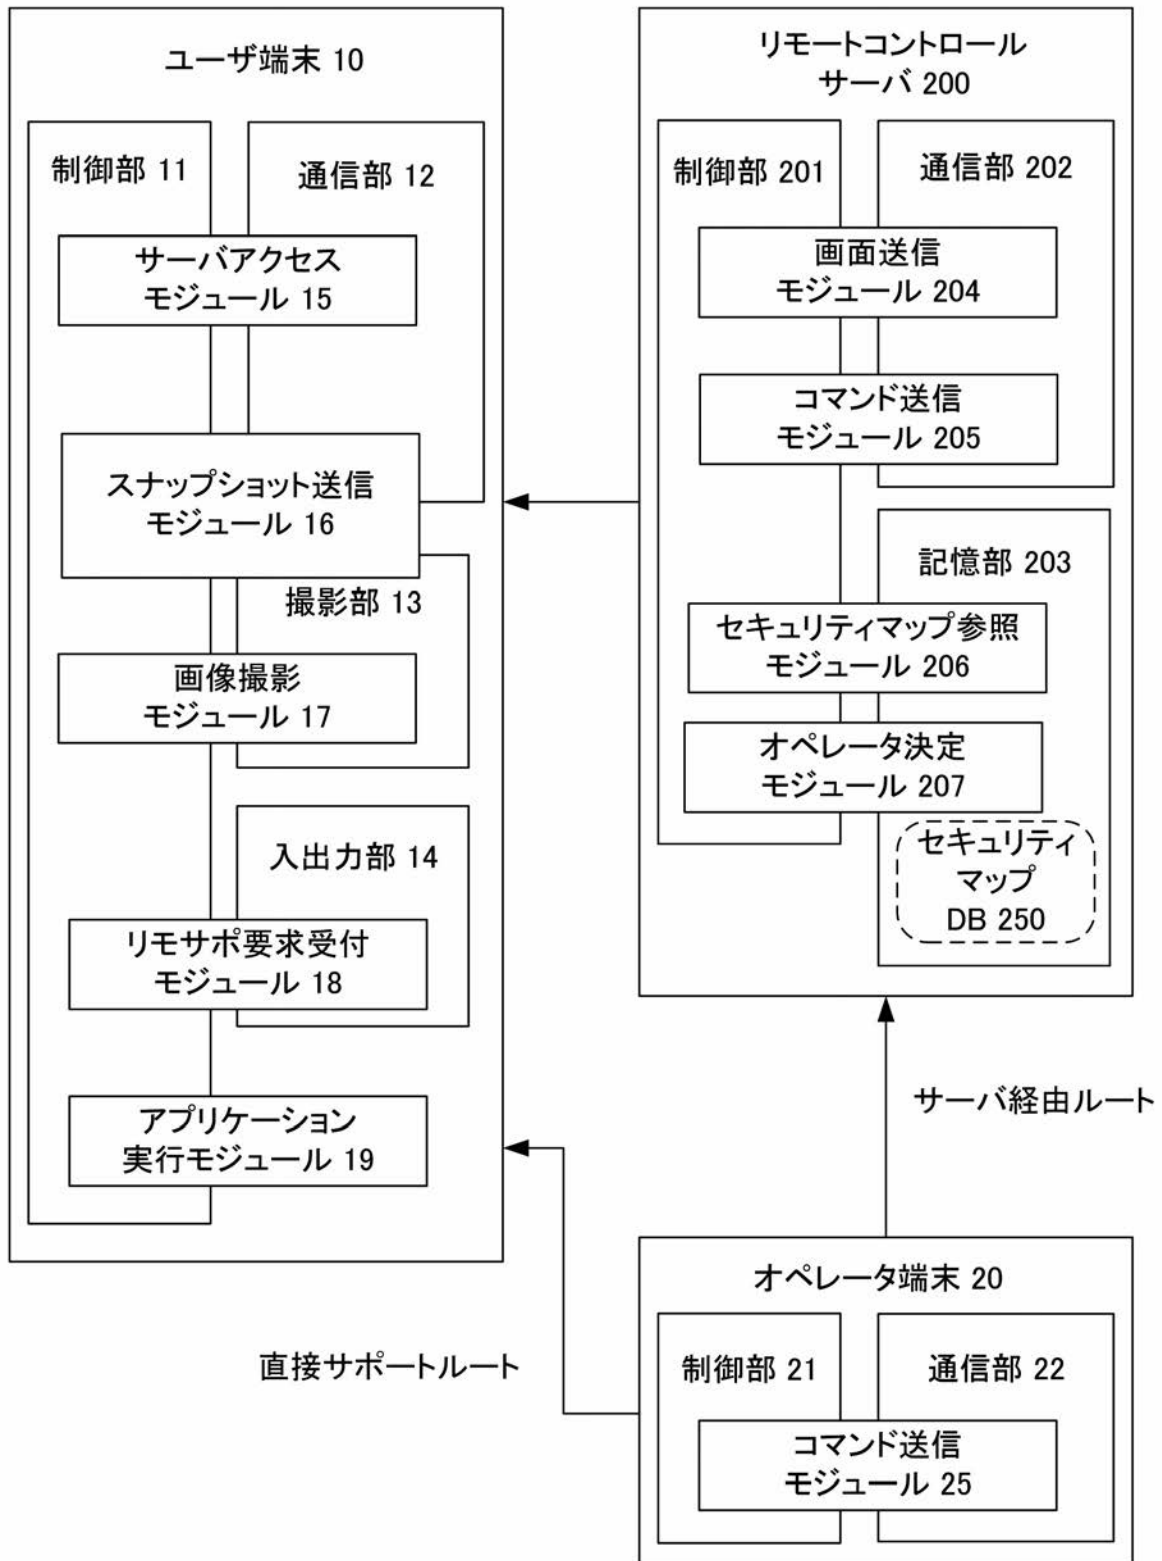 ユーザ端末 10
制御部 11
通信部 12
サーバアクセス
モジュール 15
スナップショット送信
モジュール 16
撮影部 13
画像撮影
モジュール 17
入出力部 14
リモサポ要求受付
モジュール 18
アプリケーション
実行モジュール 19
リモートコントロール
サーバ 200
制御部 201
通信部 202
画面送信
モジュール 204
コマンド送信
モジュール 205
記憶部 203
セキュリティマップ参照
モジュール 206
オペレータ決定
モジュール 207
セキュリティ
マップ
DB 250
サーバ経由ルート
直接サポートルート
オペレータ端末 20
制御部 21
通信部 22
コマンド送信
モジュール 25